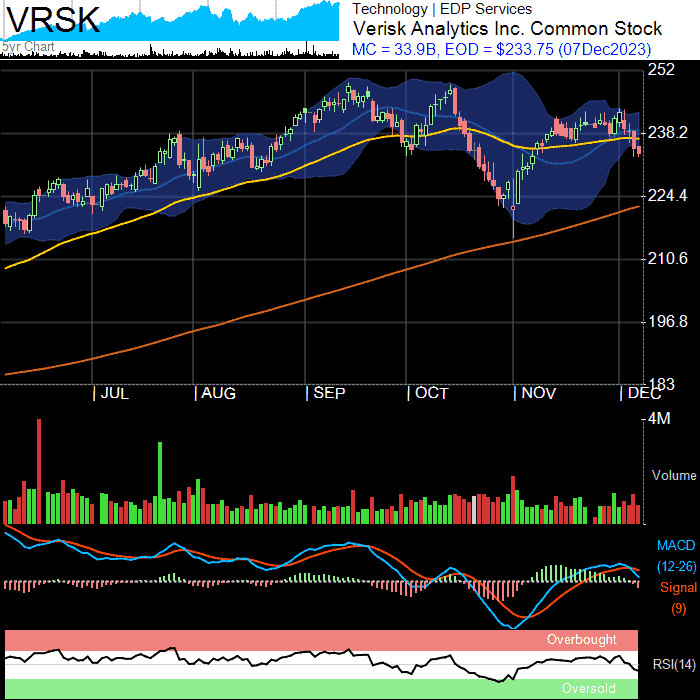 VRSK
5yr Chart
Technology | EDP Services
Verisk Analytics Inc. Common Stock
MC = 33.9B, EOD = $233.75 (07Dec2023)
252
238.2
224.4
210.6
196.8
183
| JUL | AUG | SEP | OCT | NOV | DEC
4M
Volume
MACD
(12-26)
Signal
(9)
Overbought
RSI(14)
Oversold